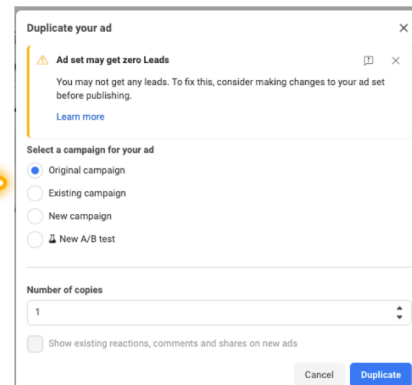 Duplicate your ad
Ad set may get zero Leads
You may not get any leads. To fix this, consider making changes to your ad set
before publishing.
Learn more
Select a campaign for your ad
Original campaign
Existing campaign
New campaign
New A/B test
Number of copies
1
Show existing reactions, comments and shares on new ads
Cancel
Duplicate